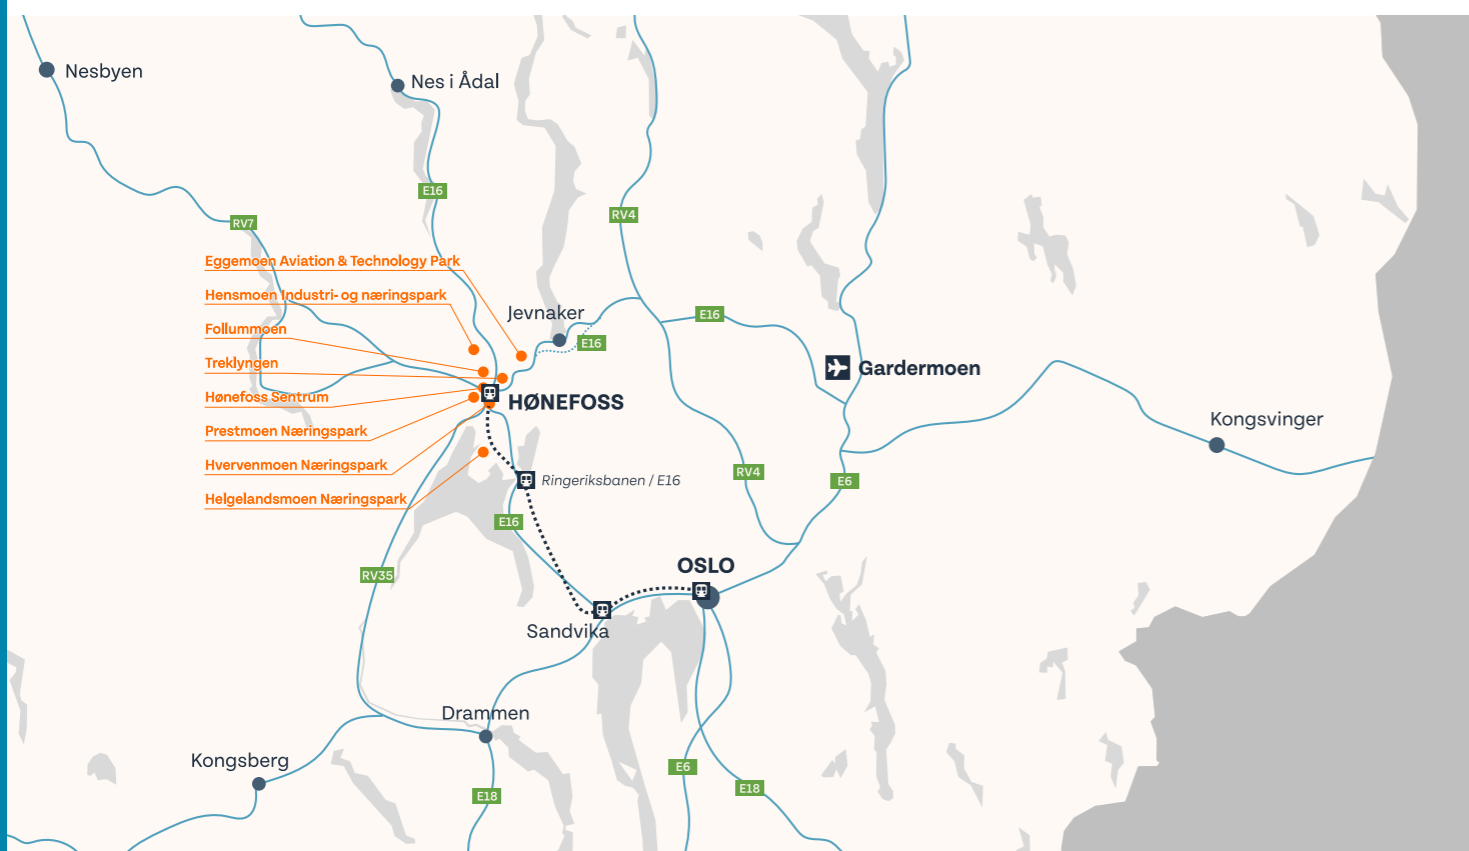 Nesbyen
Nes i Ådal
E16
RV7
RV4
Eggemoen Aviation & Technology Park
Hensmoen Industri- og næringspark
Jevnaker
E16
Follummoen
E16
Treklyngen
Gardermoen
Hønefoss Sentrum
HØNEFOSS
Kongsvinger
Prestmoen Næringspark
Hvervenmoen Næringspark
RV4
Ringeriksbanen / E16
E6
Helgelandsmoen Næringspark
E16
OSLO
RV35
Sandvika
Drammen
Kongsberg
E6
E18
E18